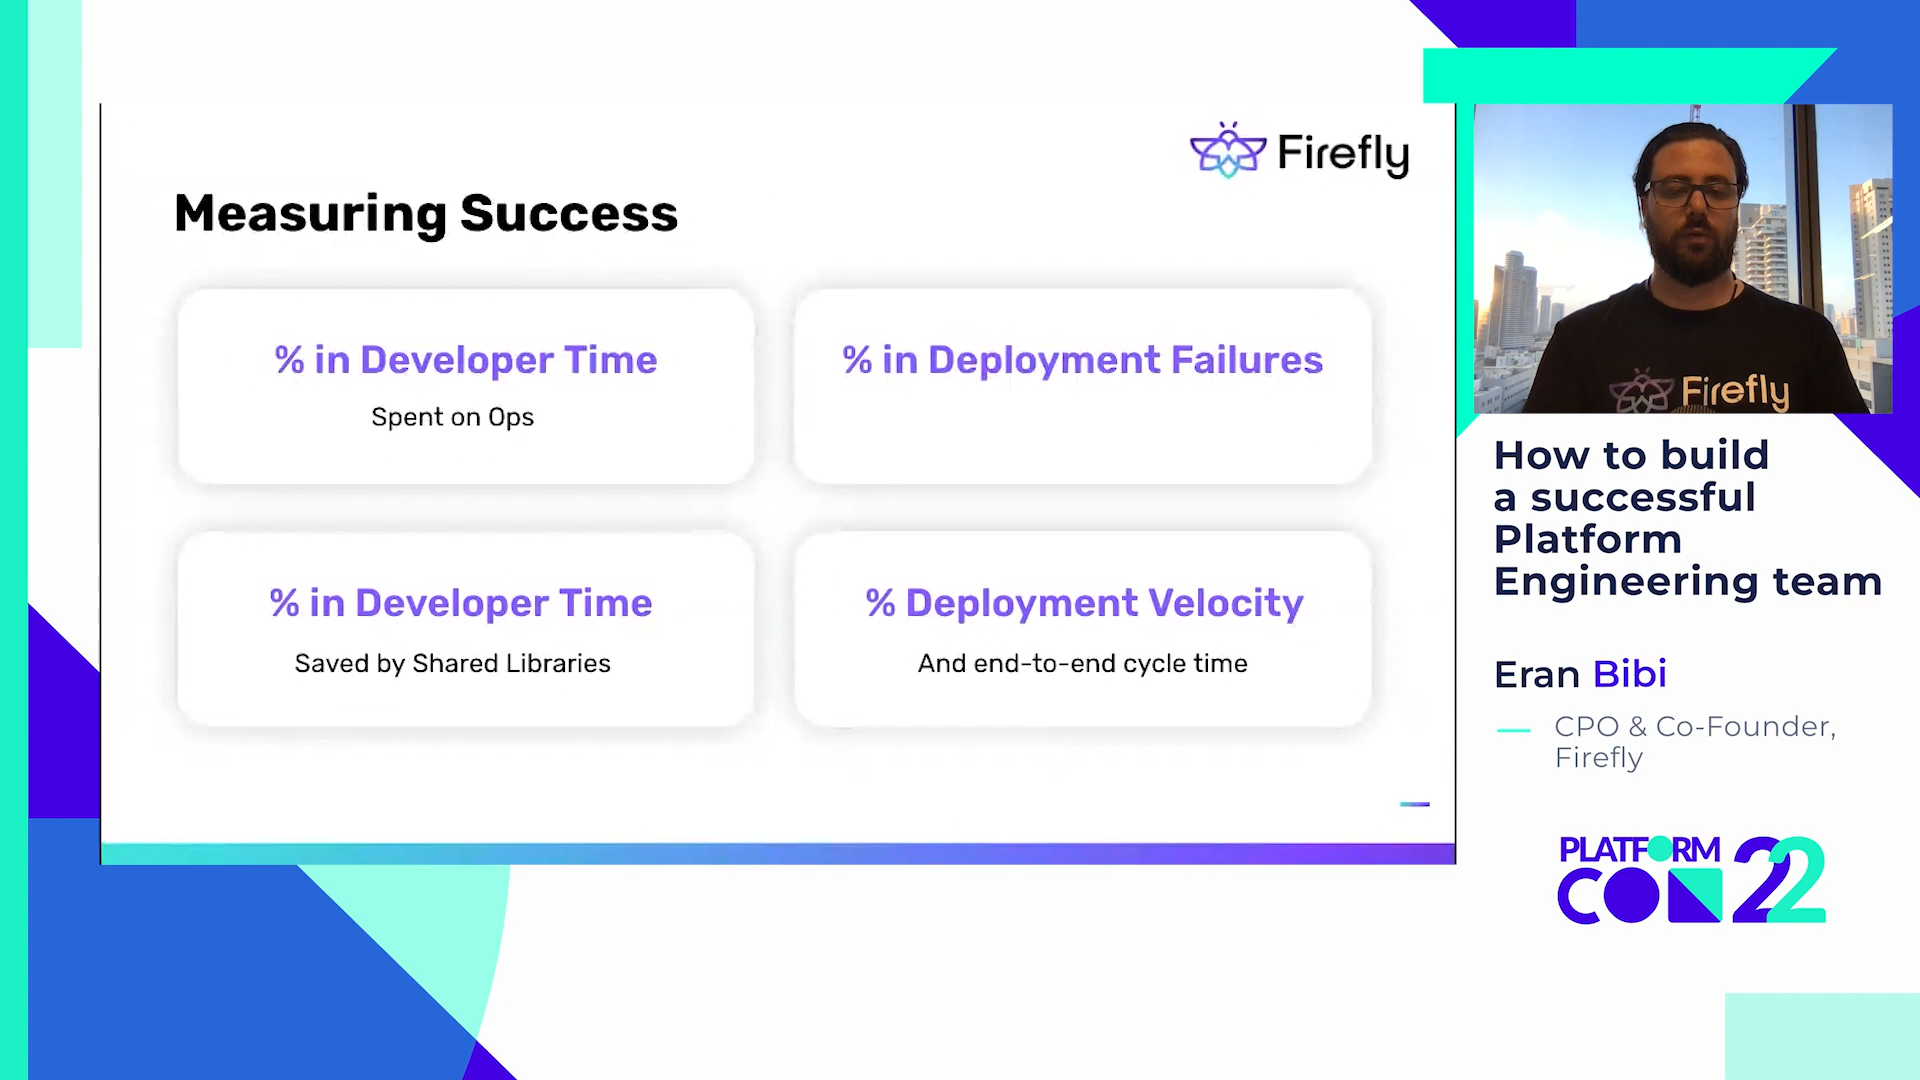 Firefly
Measuring Success
% in Developer Time
Spent on Ops
% in Deployment Failures
% in Developer Time
Saved by Shared Libraries
% Deployment Velocity
And end-to-end cycle time
Firefly
How to build
a successful
Platform
Engineering team
Eran Bibi
CPO & Co-Founder,
Firefly
PLATFORM
CON 22